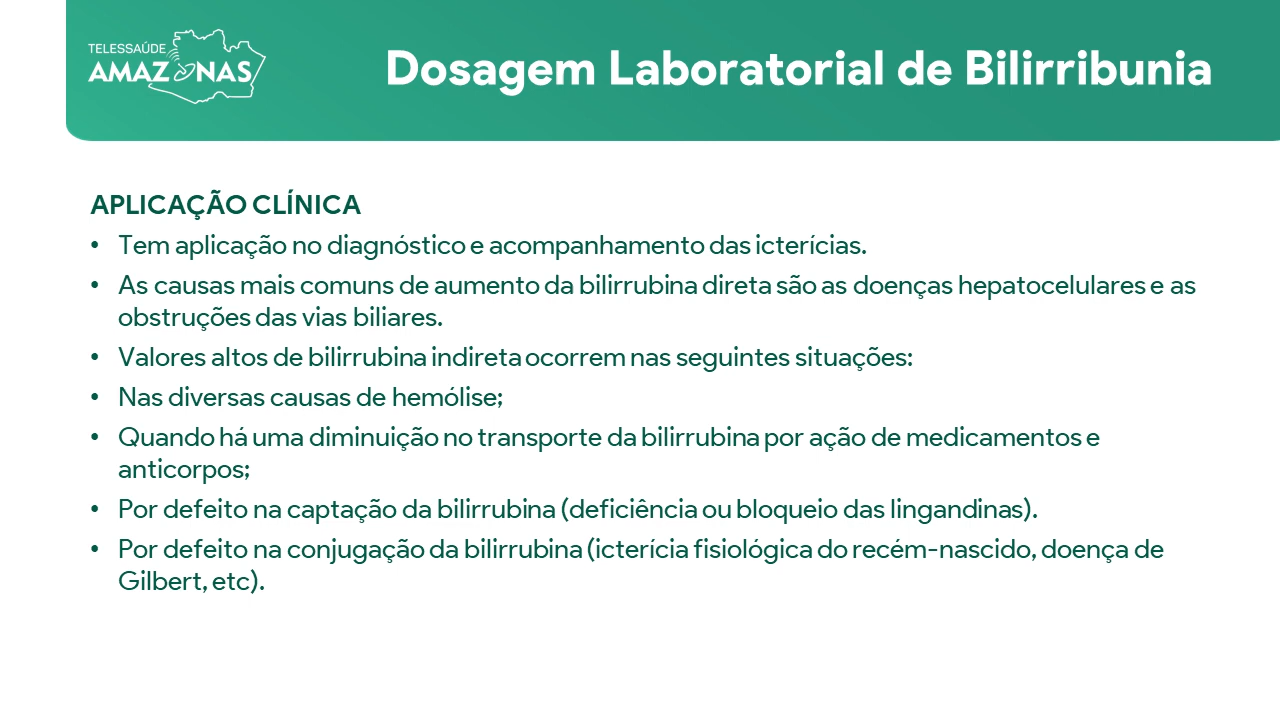 TELESSAÚDE
AMAZONAS
Dosagem Laboratorial de Bilirribunia
APLICAÇÃO CLÍNICA
• Tem aplicação no diagnóstico e acompanhamento das icterícias.
• As causas mais comuns de aumento da bilirrubina direta são as doenças hepatocelulares e as
obstruções das vias biliares.
• Valores altos de bilirrubina indireta ocorrem nas seguintes situações:
• Nas diversas causas de hemólise;
• Quando há uma diminuição no transporte da bilirrubina por ação de medicamentos e
anticorpos;
• Por defeito na captação da bilirrubina (deficiência ou bloqueio das lingandinas).
• Por defeito na conjugação da bilirrubina (icterícia fisiológica do recém-nascido, doença de
Gilbert, etc).